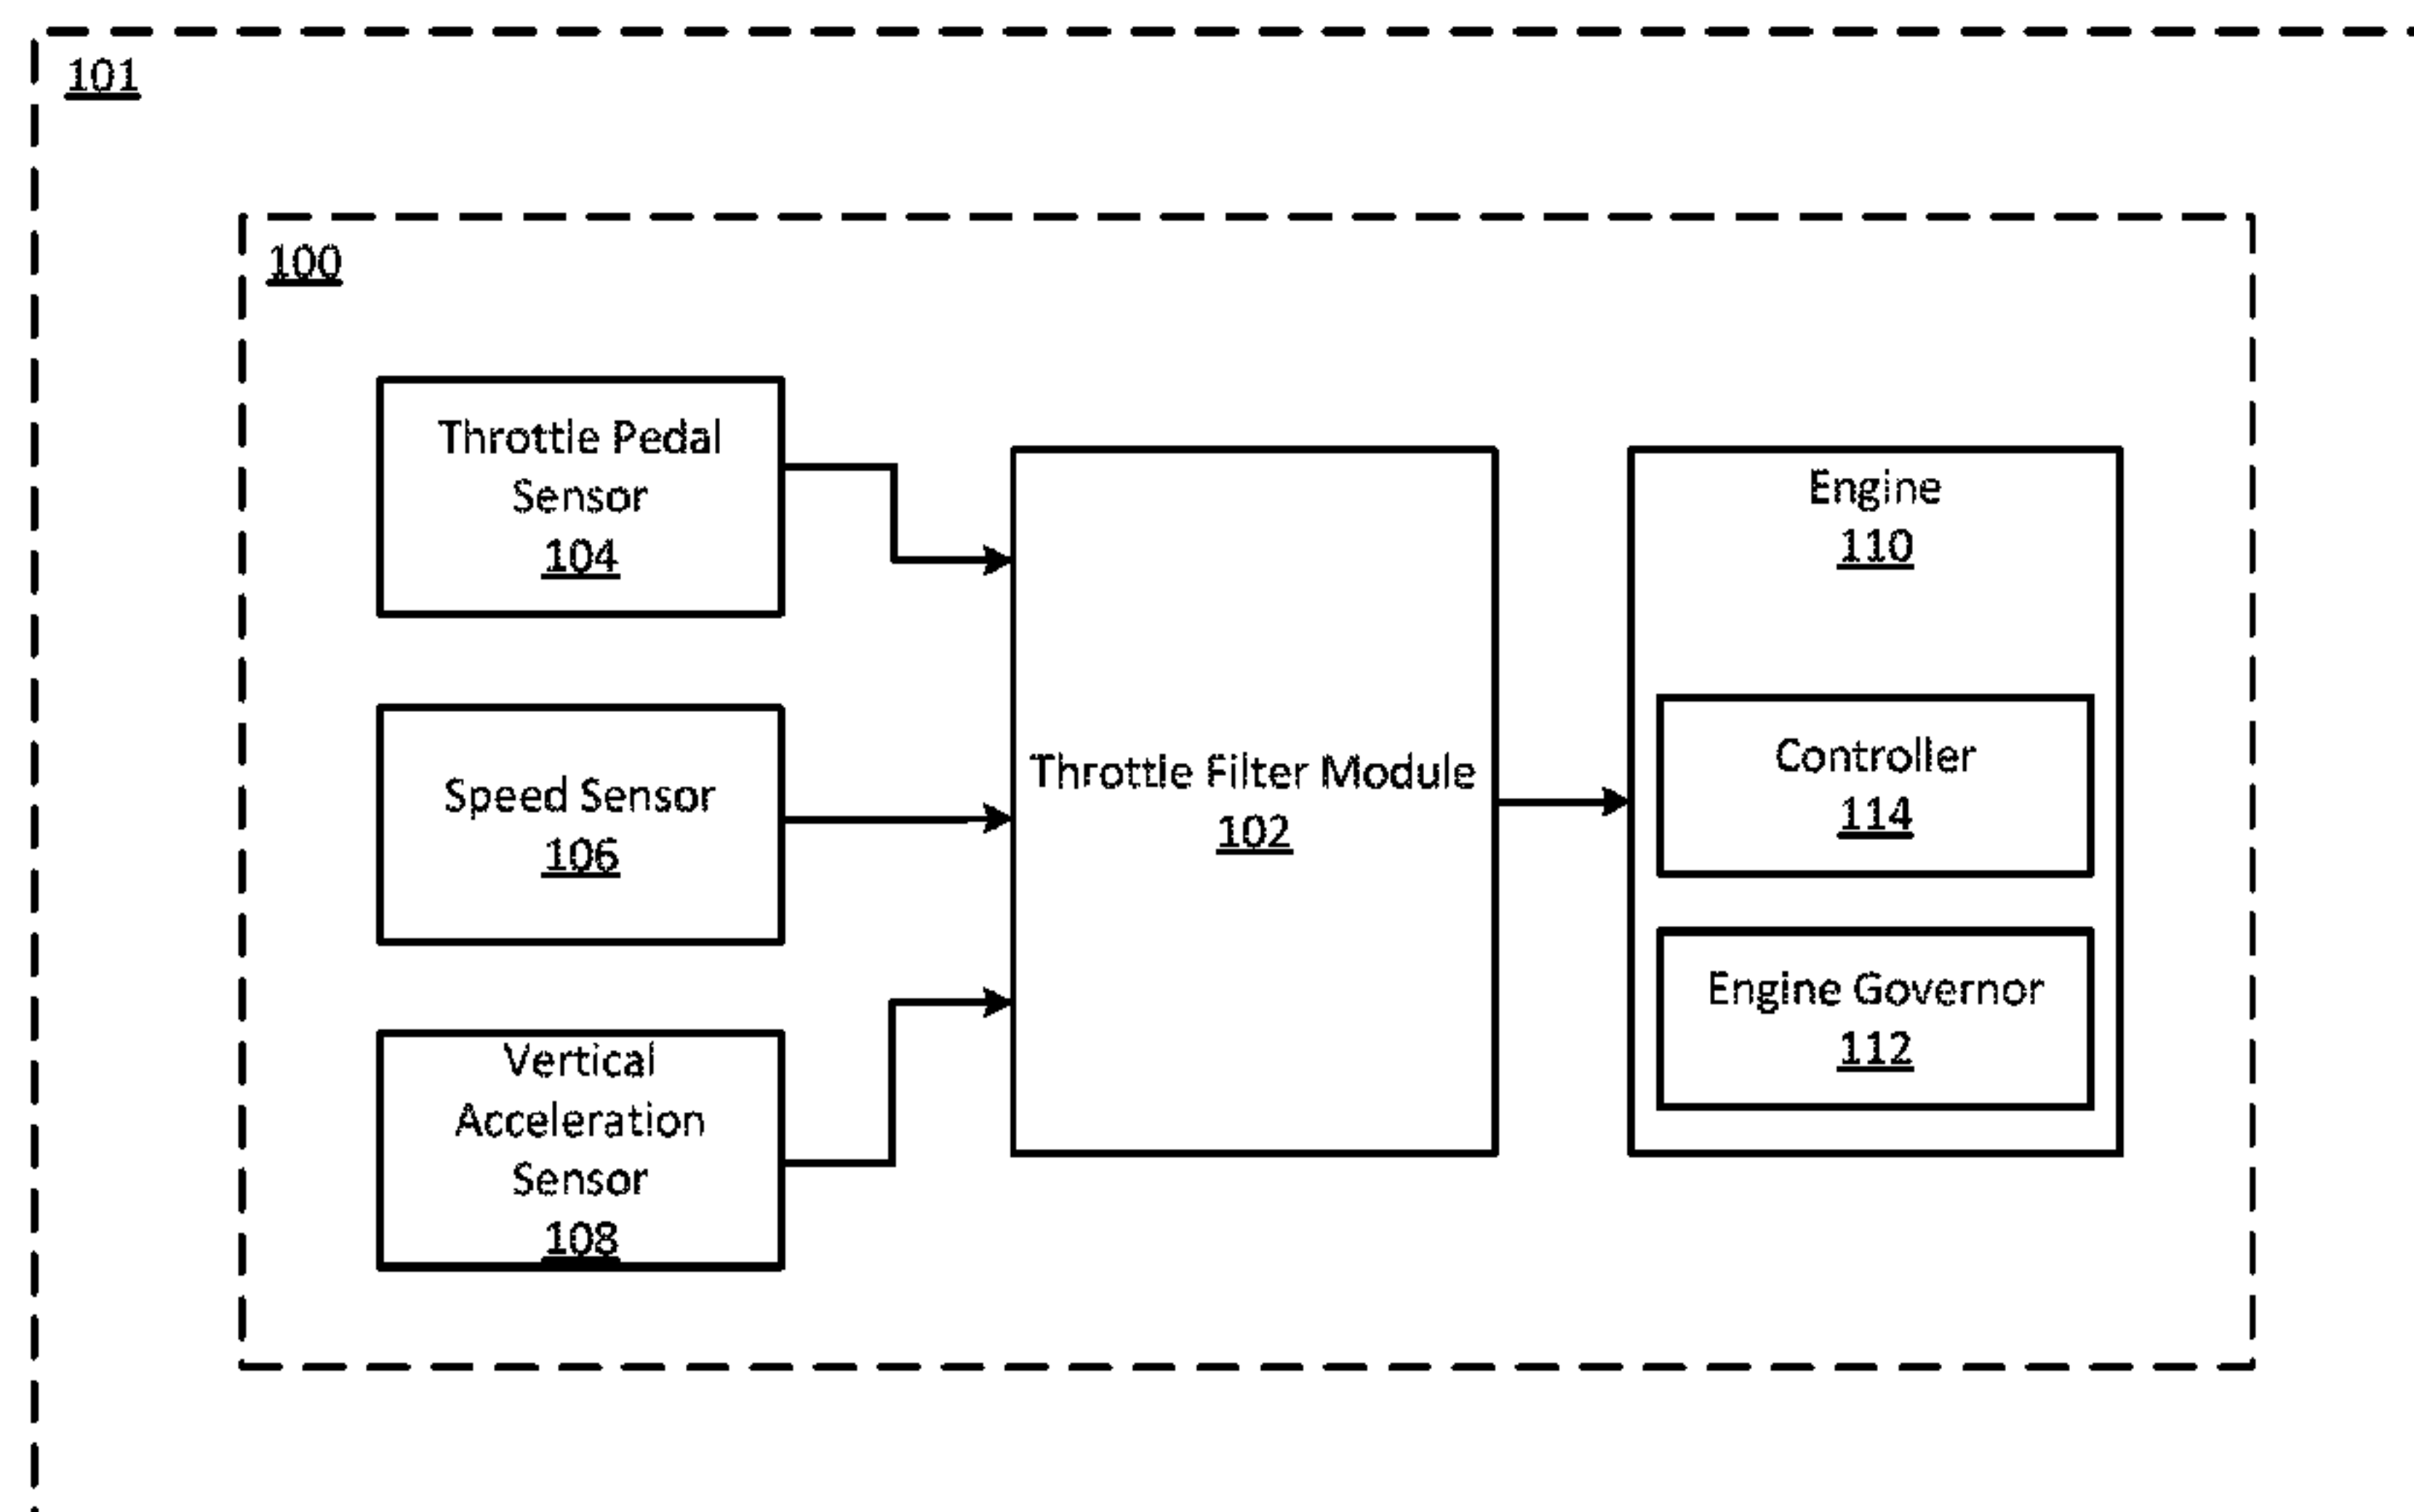 101
100
Throttle Pedal
Sensor
104
Speed Sensor
106
Vertical
Acceleration
Sensor
108
Throttle Filter Module
102
Engine
110
Controller
114
Engine Governor
112